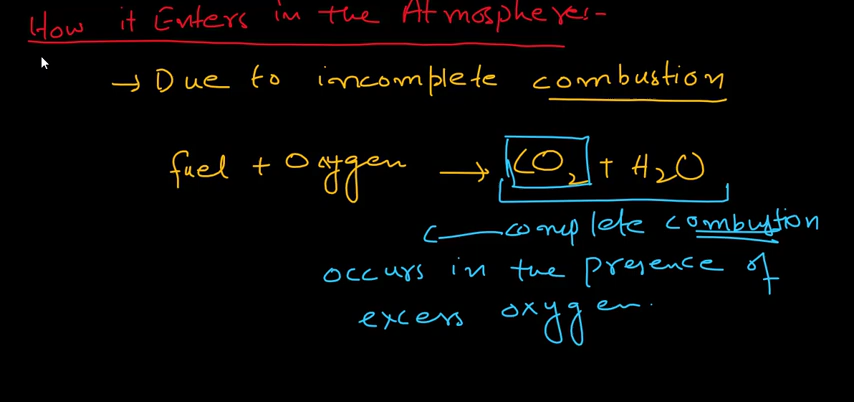 How it Enters in the Atmosphere:-
→ Due to incomplete combustion
fuel + Oxygen → CO₂ + H₂O
complete combustion
occurs in the presence of
excess oxygen.